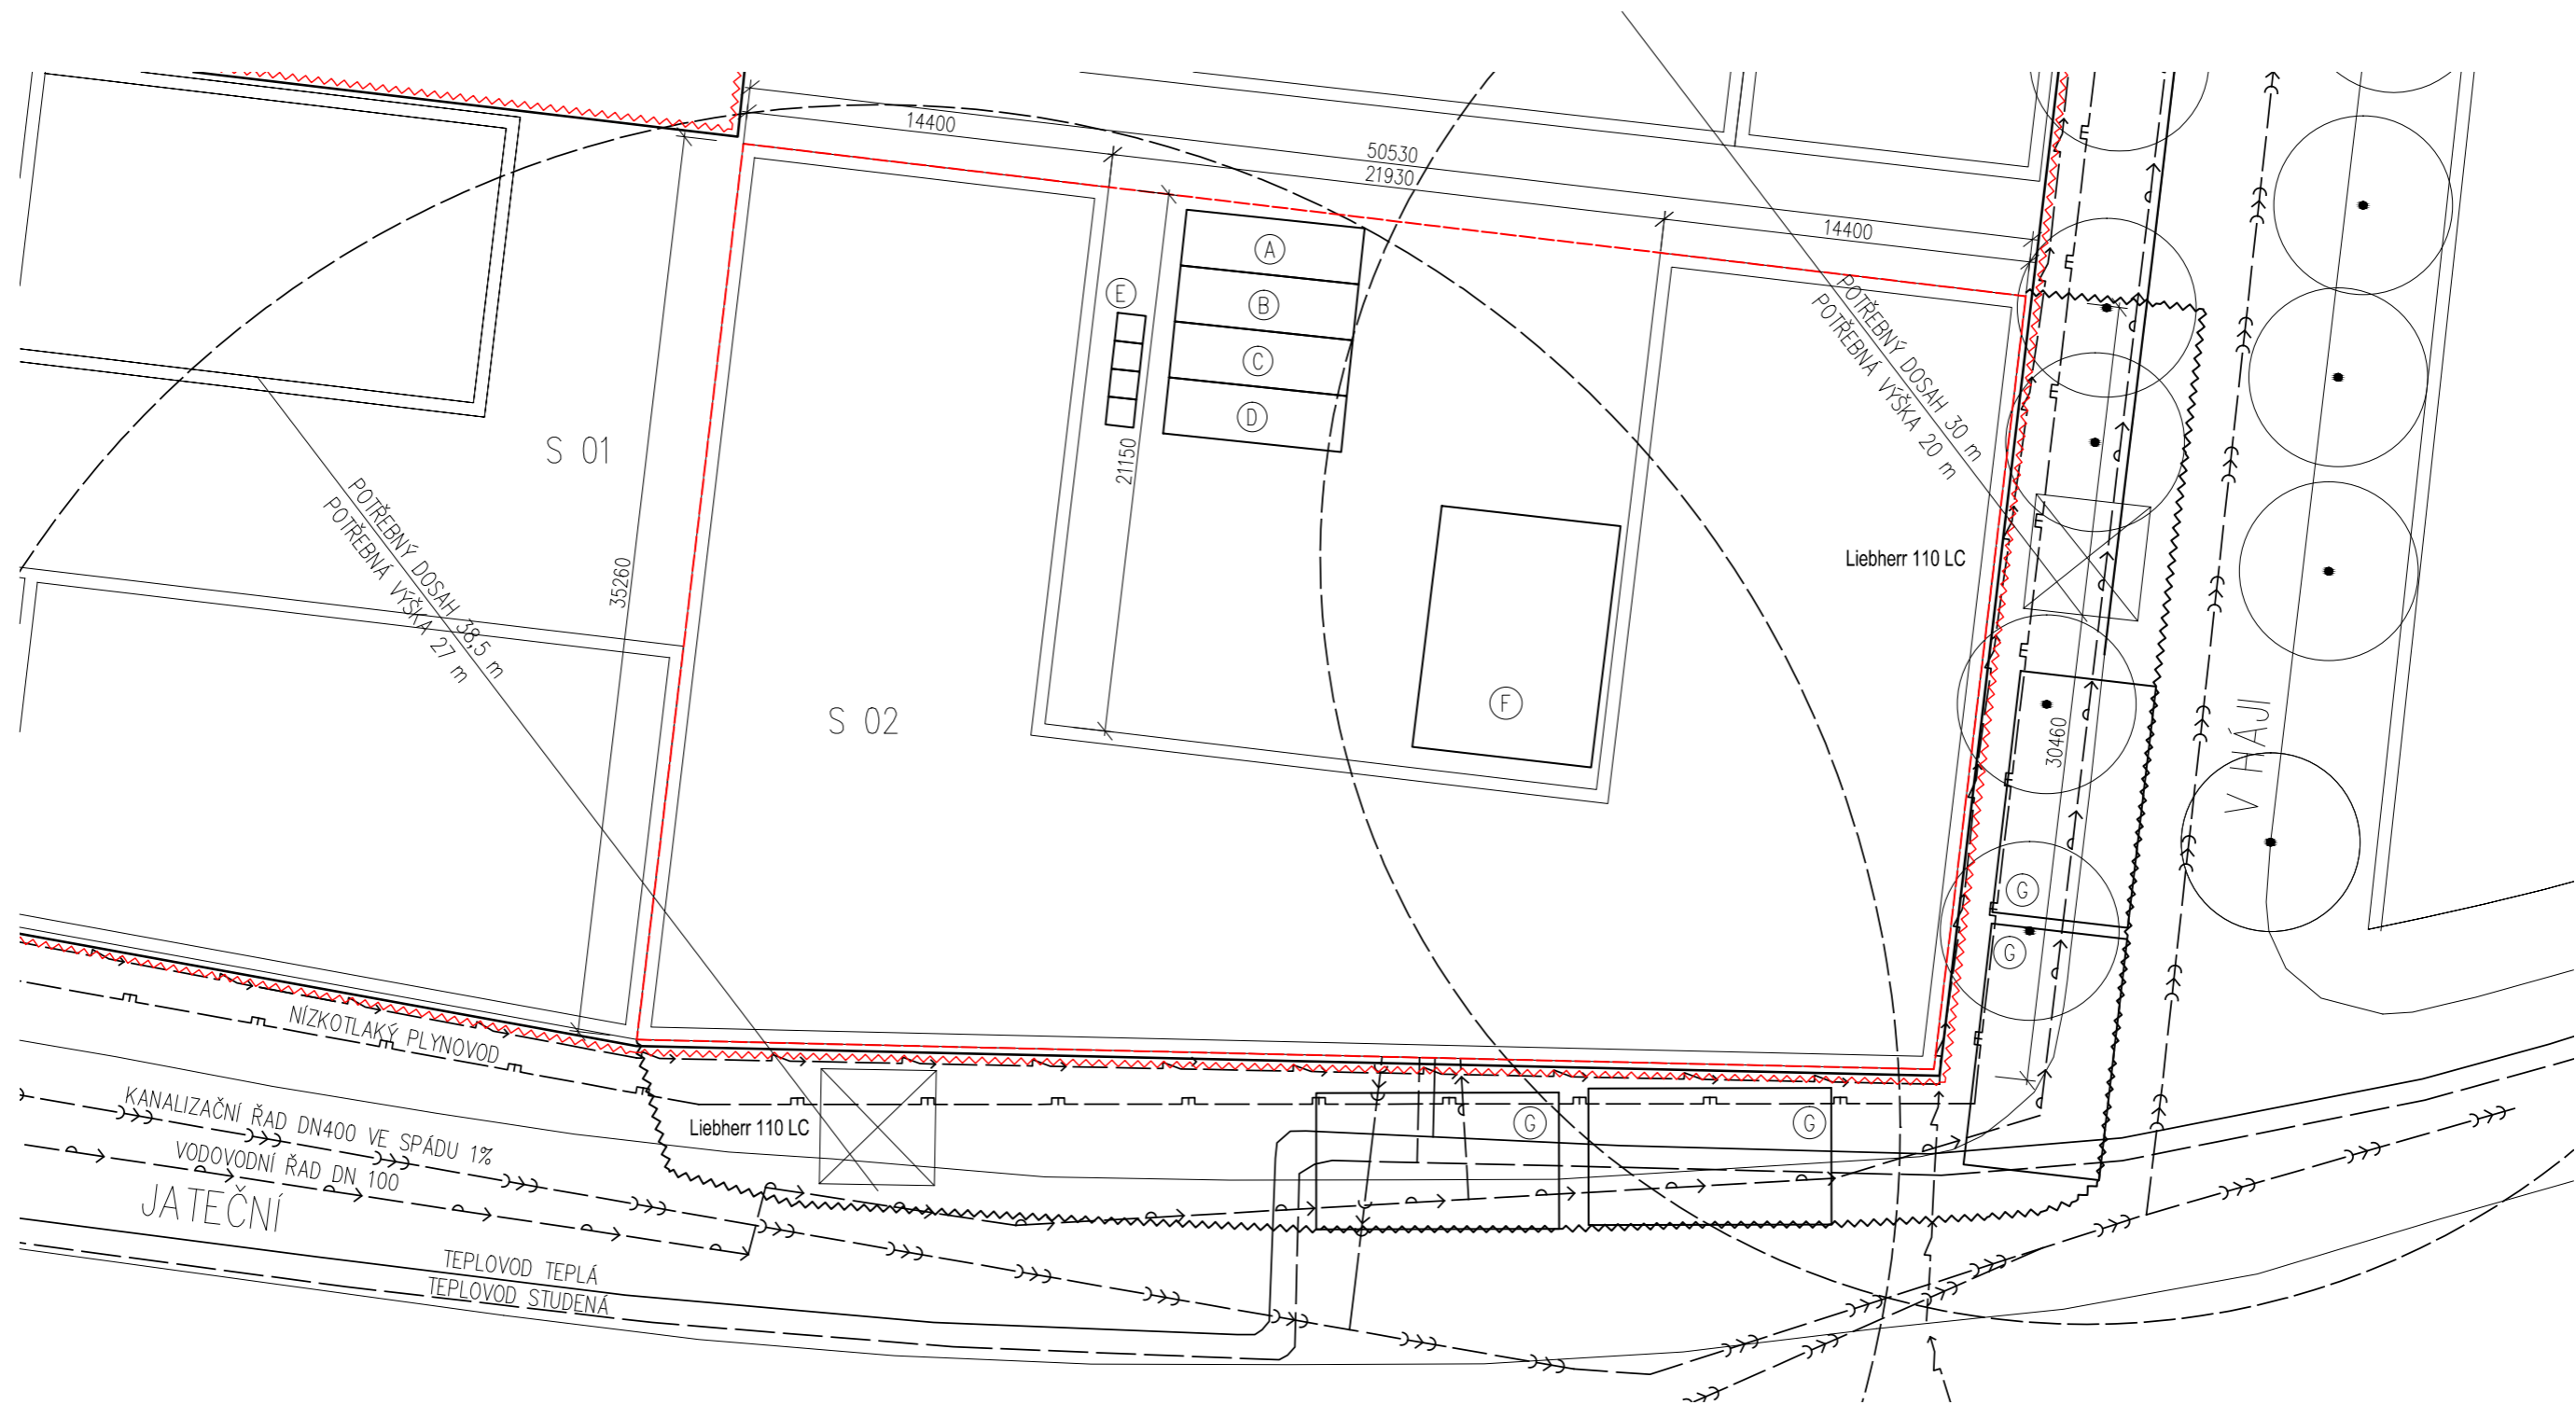 14400
50530
21930
14400
A
B
C
D
E
21150
S 01
35260
POTŘEBNÝ DOSAH 38,5 m
POTŘEBNÁ VÝŠKA 27 m
S 02
F
POTŘEBNÝ DOSAH 30 m
POTŘEBNÁ VÝŠKA 20 m
Liebherr 110 LC
30460
V HÁJI
G
G
NÍZKOTLAKÝ PLYNOVOD
KANALIZAČNÍ ŘAD DN400 VE SPÁDU 1%
VODOVODNÍ ŘAD DN 100
JATEČNÍ
Liebherr 110 LC
G
G
TEPLOVOD TEPLÁ
TEPLOVOD STUDENÁ